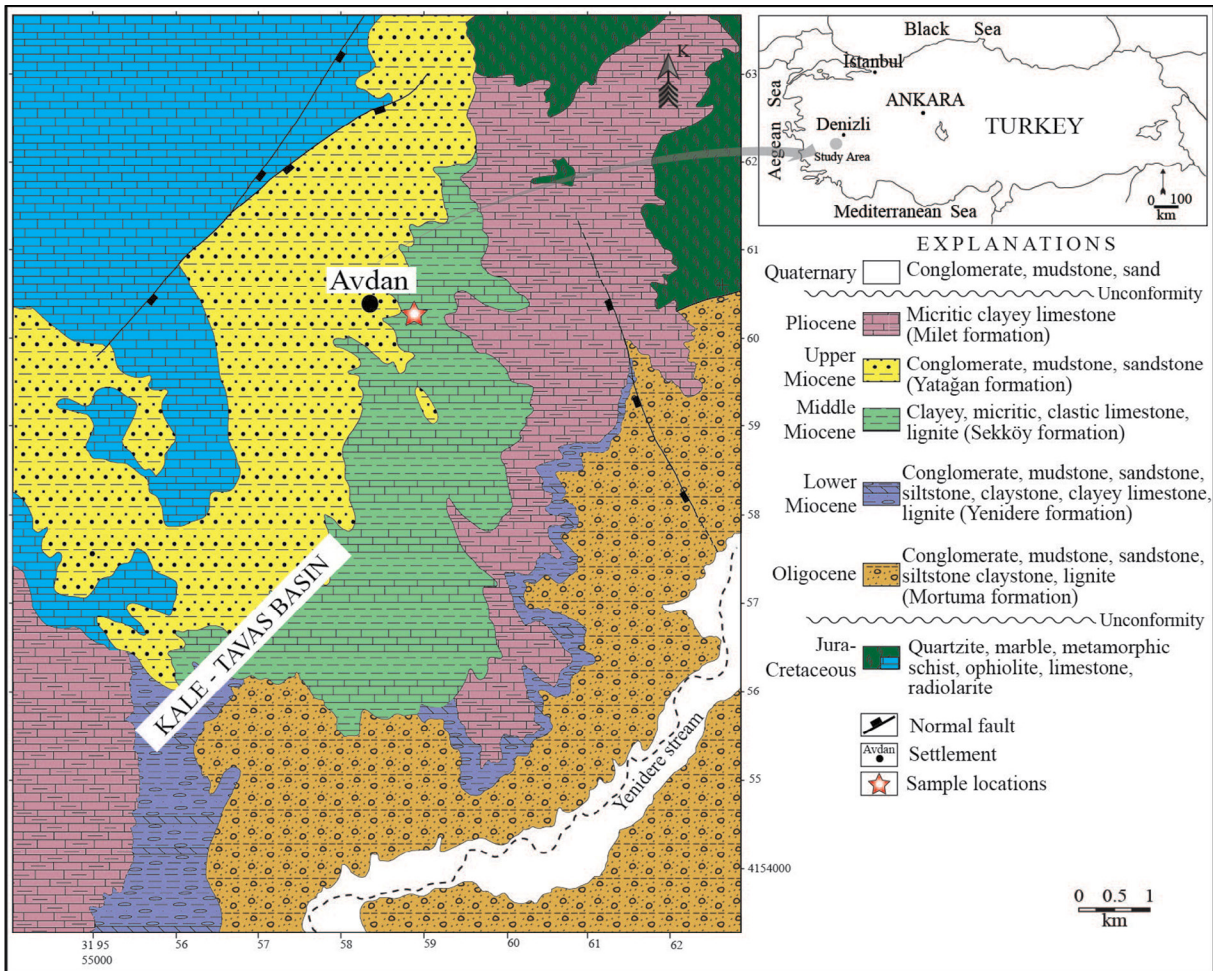 K
Avdan
KALE - TAVAS BASIN
Yenidere stream
63
62
61
60
59
58
57
56
55
4154000
31 95
55000
56
57
58
59
60
61
62
Black Sea
İstanbul
ANKARA
Aegean Sea
Denizli
TURKEY
Study Area
Mediterranean Sea
0 100
km
EXPLANATIONS
Quaternary Conglomerate, mudstone, sand
Unconformity
Pliocene Micritic clayey limestone
(Milet formation)
Upper Conglomerate, mudstone, sandstone
Miocene (Yatağan formation)
Middle Clayey, micritic, clastic limestone,
Miocene lignite (Sekköy formation)
Lower Conglomerate, mudstone, sandstone,
Miocene siltstone, claystone, clayey limestone,
lignite (Yenidere formation)
Conglomerate, mudstone, sandstone,
Oligocene siltstone claystone, lignite
(Mortuma formation)
Unconformity
Jura- Quartzite, marble, metamorphic
Cretaceous schist, ophiolite, limestone,
radiolarite
Normal fault
Avdan Settlement
Sample locations
0 0.5 1
km